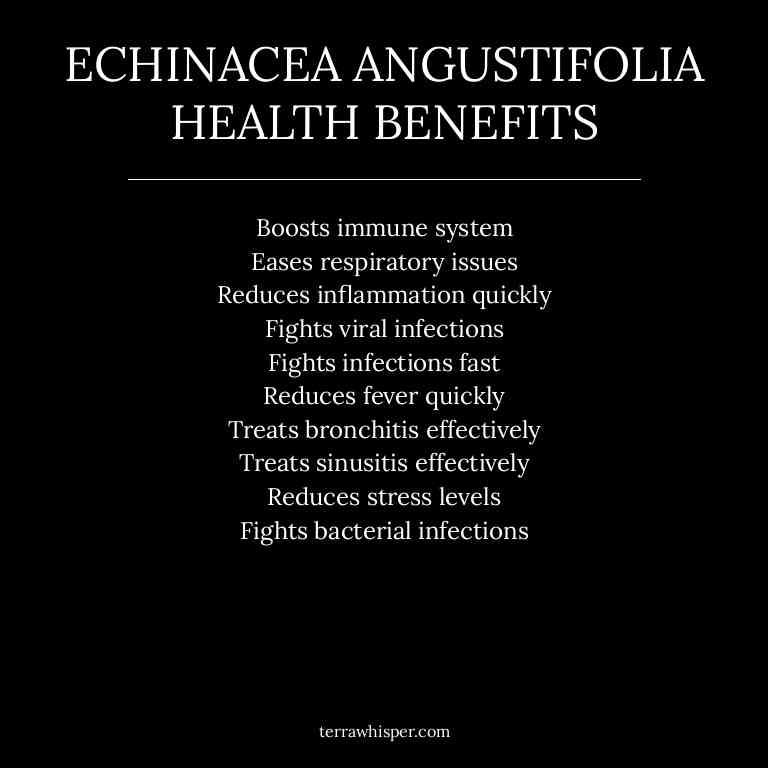 ECHINACEA ANGUSTIFOLIA
HEALTH BENEFITS
Boosts immune system
Eases respiratory issues
Reduces inflammation quickly
Fights viral infections
Fights infections fast
Reduces fever quickly
Treats bronchitis effectively
Treats sinusitis effectively
Reduces stress levels
Fights bacterial infections
terrawhisper.com